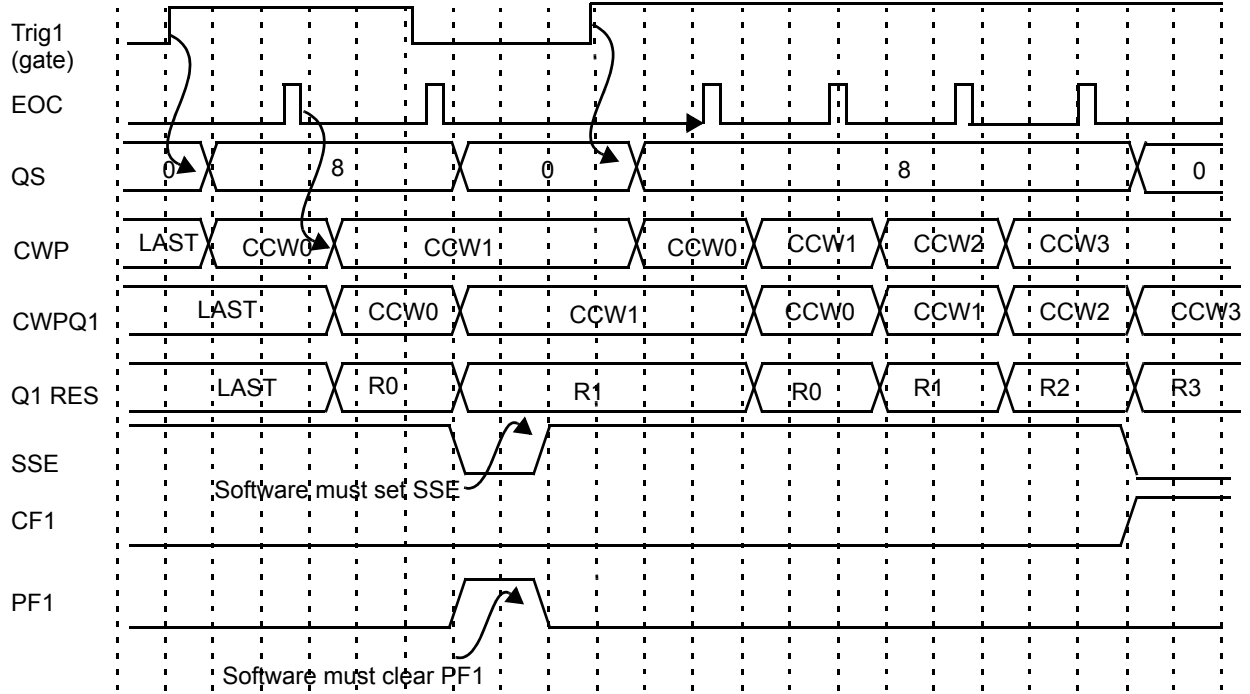 Trig1
(gate)
EOC
QS 0 8 0 8 0
CWP LAST CCW0 CCW1 CCW0 CCW1 CCW2 CCW3
CWPQ1 LAST CCW0 CCW1 CCW0 CCW1 CCW2 CCW3
Q1 RES LAST R0 R1 R0 R1 R2 R3
SSE
Software must set SSE
CF1
PF1
Software must clear PF1